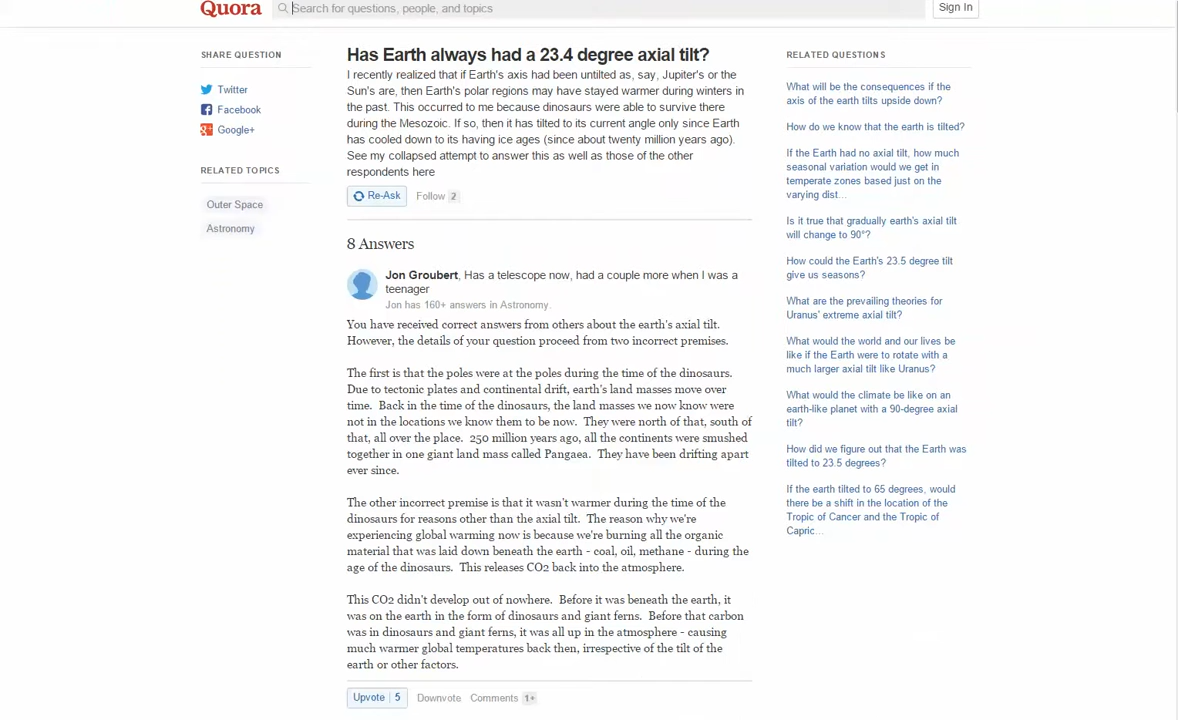 Quora
Search for questions, people, and topics
Sign In
SHARE QUESTION
Twitter
Facebook
Google+
RELATED TOPICS
Outer Space
Astronomy
Has Earth always had a 23.4 degree axial tilt?
I recently realized that if Earth's axis had been untilted as, say, Jupiter's or the
Sun's are, then Earth's polar regions may have stayed warmer during winters in
the past. This occurred to me because dinosaurs were able to survive there
during the Mesozoic. If so, then it has tilted to its current angle only since Earth
has cooled down to its having ice ages (since about twenty million years ago).
See my collapsed attempt to answer this as well as those of the other
respondents here
Re-Ask Follow 2
8 Answers
Jon Groubert, Has a telescope now, had a couple more when I was a
teenager
Jon has 160+ answers in Astronomy.
You have received correct answers from others about the earth's axial tilt.
However, the details of your question proceed from two incorrect premises.
The first is that the poles were at the poles during the time of the dinosaurs.
Due to tectonic plates and continental drift, earth's land masses move over
time. Back in the time of the dinosaurs, the land masses we now know were
not in the locations we know them to be now. They were north of that, south of
that, all over the place. 250 million years ago, all the continents were smushed
together in one giant land mass called Pangaea. They have been drifting apart
ever since.
The other incorrect premise is that it wasn't warmer during the time of the
dinosaurs for reasons other than the axial tilt. The reason why we're
experiencing global warming now is because we're burning all the organic
material that was laid down beneath the earth - coal, oil, methane - during the
age of the dinosaurs. This releases CO2 back into the atmosphere.
This CO2 didn't develop out of nowhere. Before it was beneath the earth, it
was on the earth in the form of dinosaurs and giant ferns. Before that carbon
was in dinosaurs and giant ferns, it was all up in the atmosphere - causing
much warmer global temperatures back then, irrespective of the tilt of the
earth or other factors.
Upvote 5 Downvote Comments 1+
RELATED QUESTIONS
What will be the consequences if the
axis of the earth tilts upside down?
How do we know that the earth is tilted?
If the Earth had no axial tilt, how much
seasonal variation would we get in
temperate zones based just on the
varying dist...
Is it true that gradually earth's axial tilt
will change to 90°?
How could the Earth's 23.5 degree tilt
give us seasons?
What are the prevailing theories for
Uranus' extreme axial tilt?
What would the world and our lives be
like if the Earth were to rotate with a
much larger axial tilt like Uranus?
What would the climate be like on an
earth-like planet with a 90-degree axial
tilt?
How did we figure out that the Earth was
tilted to 23.5 degrees?
If the earth tilted to 65 degrees, would
there be a shift in the location of the
Tropic of Cancer and the Tropic of
Capric...